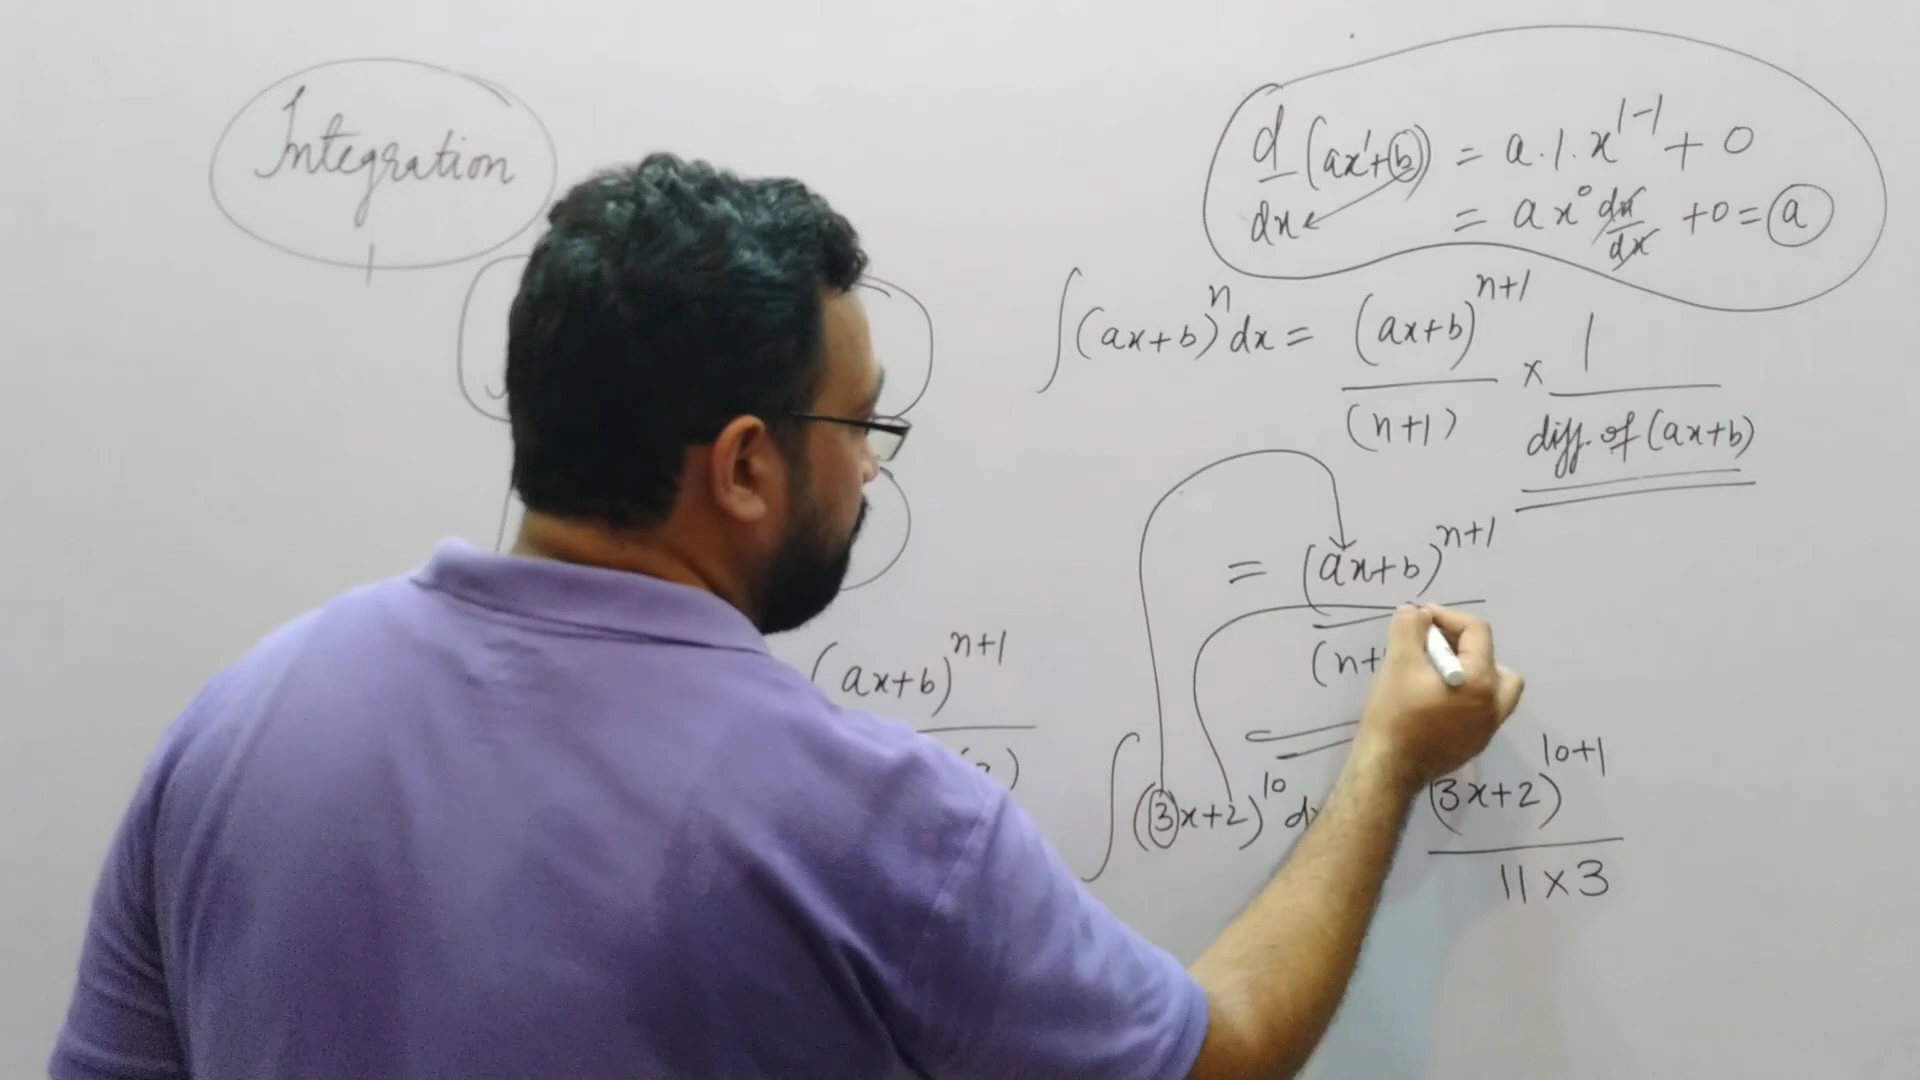 Integration
d/dx (ax¹+b) = a.1.x¹⁻¹ + 0
= a x⁰ dx/dx +0 = a
∫(ax+b)ⁿ dx = (ax+b)ⁿ⁺¹/(n+1) × 1/diff. of (ax+b)
= (ax+b)ⁿ⁺¹
(n+
(ax+b)ⁿ⁺¹
∫(3x+2)¹⁰ (3x+2)¹⁰⁺¹/11×3